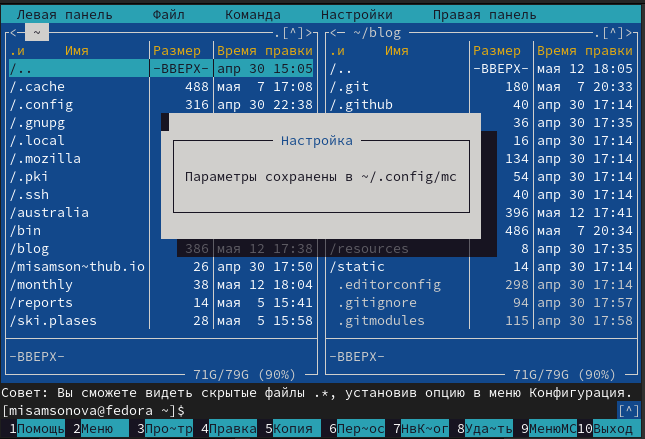 Левая панель Файл Команда Настройки Правая панель
<─ ~ .[^]> <─ ~/blog .[^]>
.и Имя Размер Время правки .и Имя Размер Время правки
/.. -ВВЕРХ- апр 30 15:05 /.. -ВВЕРХ- мая 12 18:05
/.cache 488 мая 7 17:08 /.git 180 мая 7 20:33
/.config 316 апр 30 22:38 /.github 40 апр 30 17:14
/.gnupg 36 апр 30 17:35
/.local 16 апр 30 17:14
/.mozilla 134 апр 30 17:14
/.pki 54 апр 30 17:14
/.ssh 40 апр 30 17:14
/australia 396 мая 12 17:41
/bin 486 мая 7 20:34
Настройка
Параметры сохранены в ~/.config/mc
/blog 386 мая 12 17:38 /resources 8 апр 30 17:35
/misamson~thub.io 26 апр 30 17:50 /static 14 апр 30 17:14
/monthly 38 мая 12 18:04 .editorconfig 298 апр 30 17:14
/reports 14 мая 5 15:41 .gitignore 94 апр 30 17:57
/ski.plases 28 мая 5 15:58 .gitmodules 115 апр 30 17:58
-ВВЕРХ- -ВВЕРХ-
71G/79G (90%) 71G/79G (90%)
Совет: Вы сможете видеть скрытые файлы .*, установив опцию в меню Конфигурация.
[misamsonova@fedora ~]$ [^]
1Помощь 2Меню 3Про~тр 4Правка 5Копия 6Пер~ос 7НвК~ог 8Уда~ть 9МенюMC 10Выход